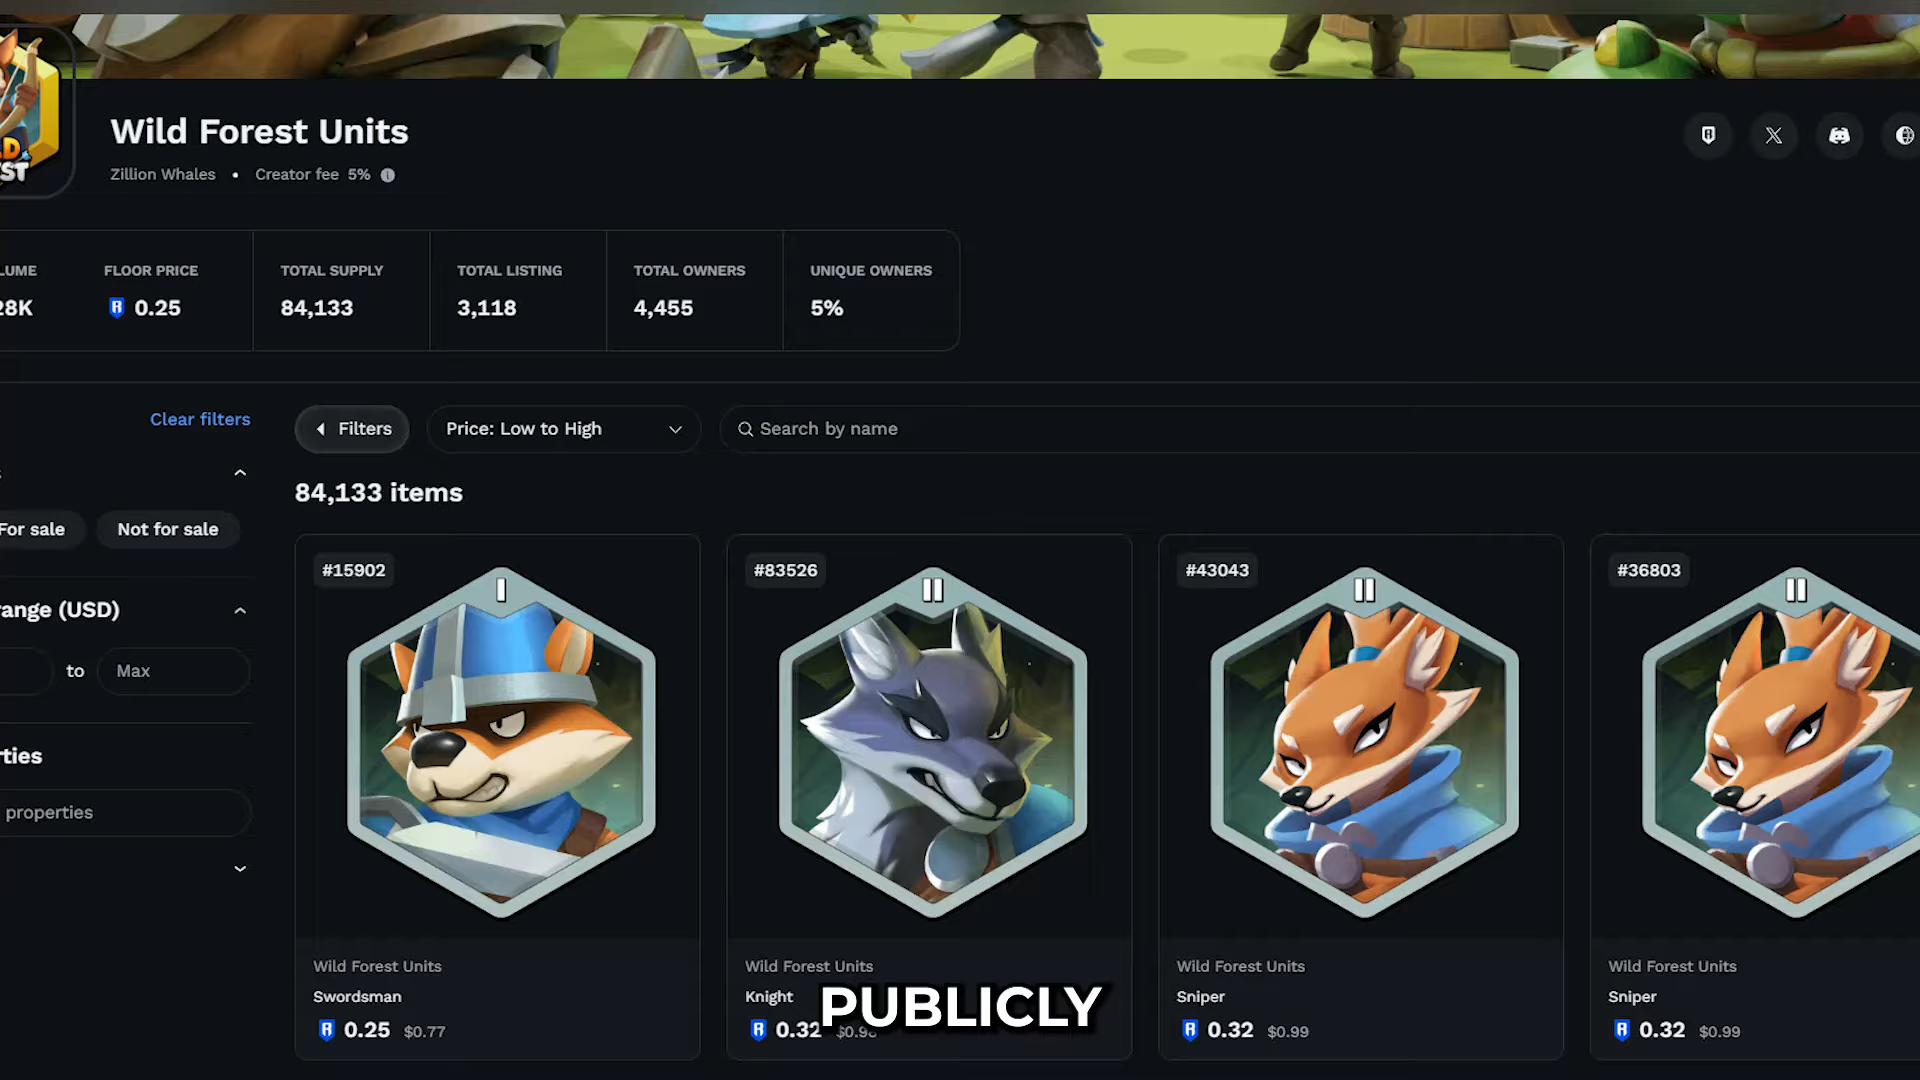 Wild Forest Units
Zillion Whales • Creator fee 5%
LUME
28K
FLOOR PRICE
0.25
TOTAL SUPPLY
84,133
TOTAL LISTING
3,118
TOTAL OWNERS
4,455
UNIQUE OWNERS
5%
Clear filters
Filters
Price: Low to High
Search by name
84,133 items
For sale
Not for sale
range (USD)
to
Max
rties
properties
#15902
Wild Forest Units
Swordsman
0.25 $0.77
#83526
Wild Forest Units
Knight
0.32
#43043
Wild Forest Units
Sniper
0.32 $0.99
#36803
Wild Forest Units
Sniper
0.32 $0.99
PUBLICLY